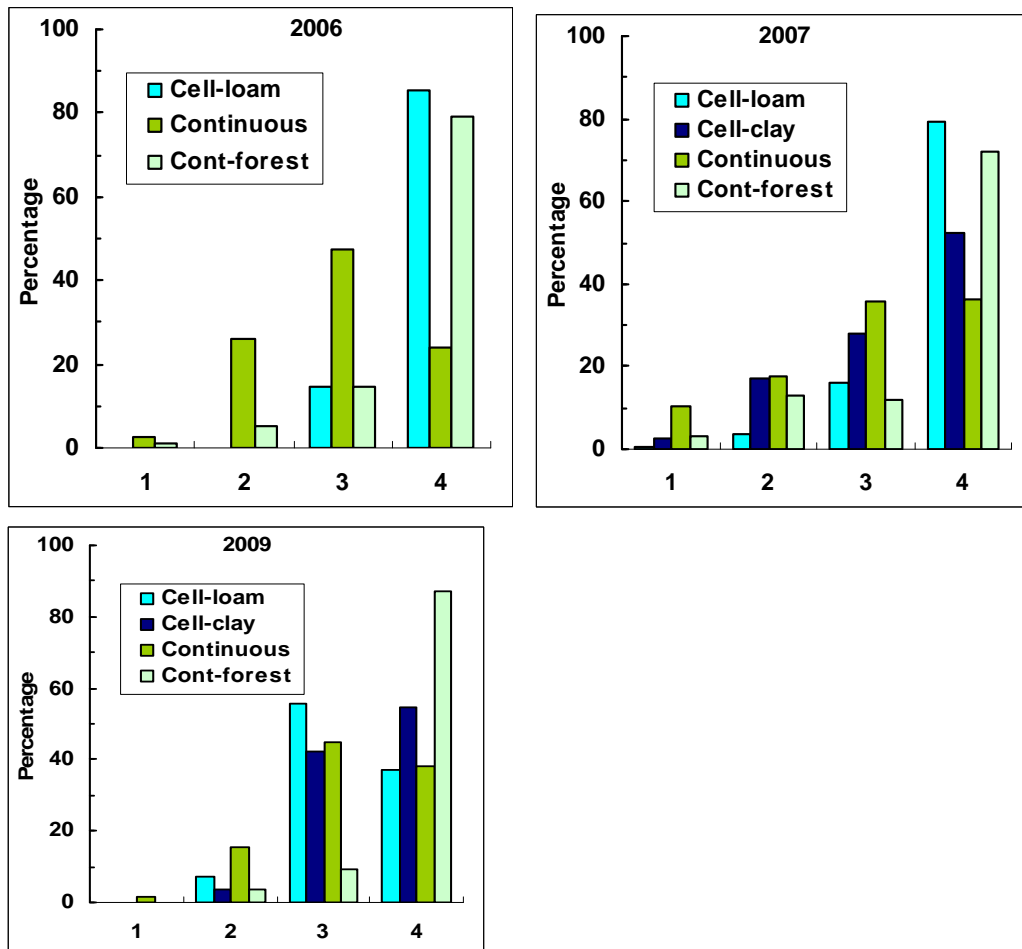 2006
100
80
60
40
20
0
Percentage
Cell-loam
Continuous
Cont-forest
1 2 3 4
2007
100
80
60
40
20
0
Percentage
Cell-loam
Cell-clay
Continuous
Cont-forest
1 2 3 4
2009
100
80
60
40
20
0
Percentage
Cell-loam
Cell-clay
Continuous
Cont-forest
1 2 3 4